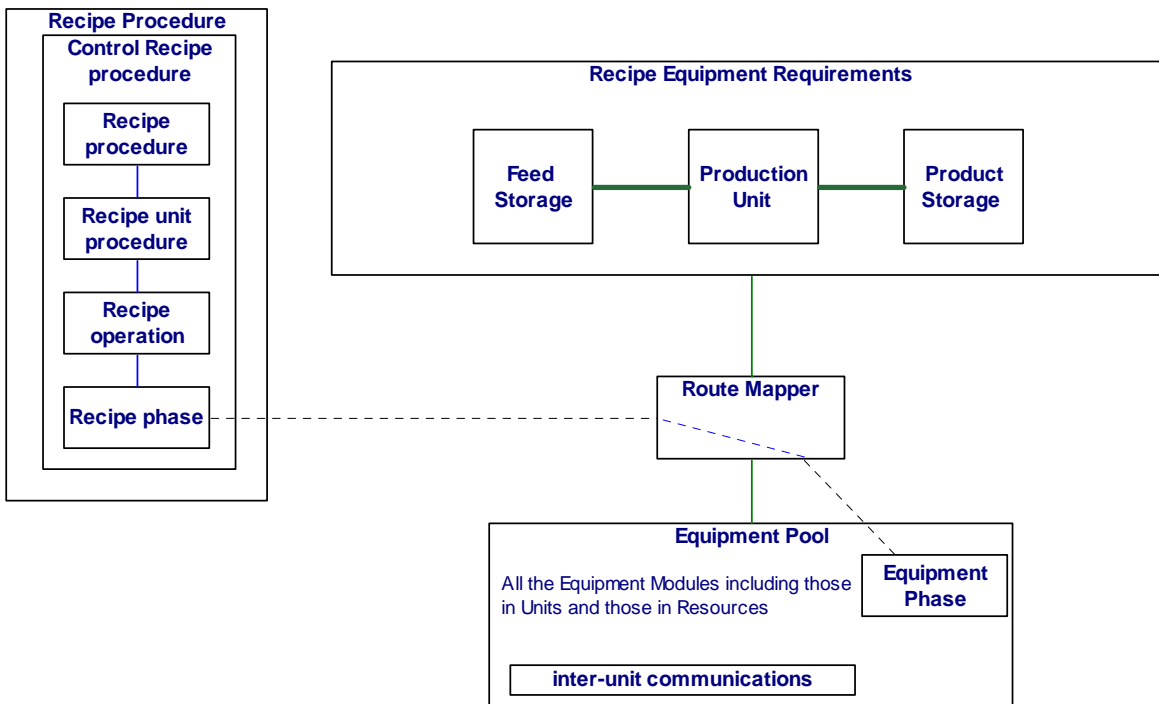 Recipe Procedure
Control Recipe
procedure
Recipe
procedure
Recipe unit
procedure
Recipe
operation
Recipe phase
Recipe Equipment Requirements
Feed
Storage
Production
Unit
Product
Storage
Route Mapper
Equipment Pool
All the Equipment Modules including those
in Units and those in Resources
Equipment
Phase
inter-unit communications